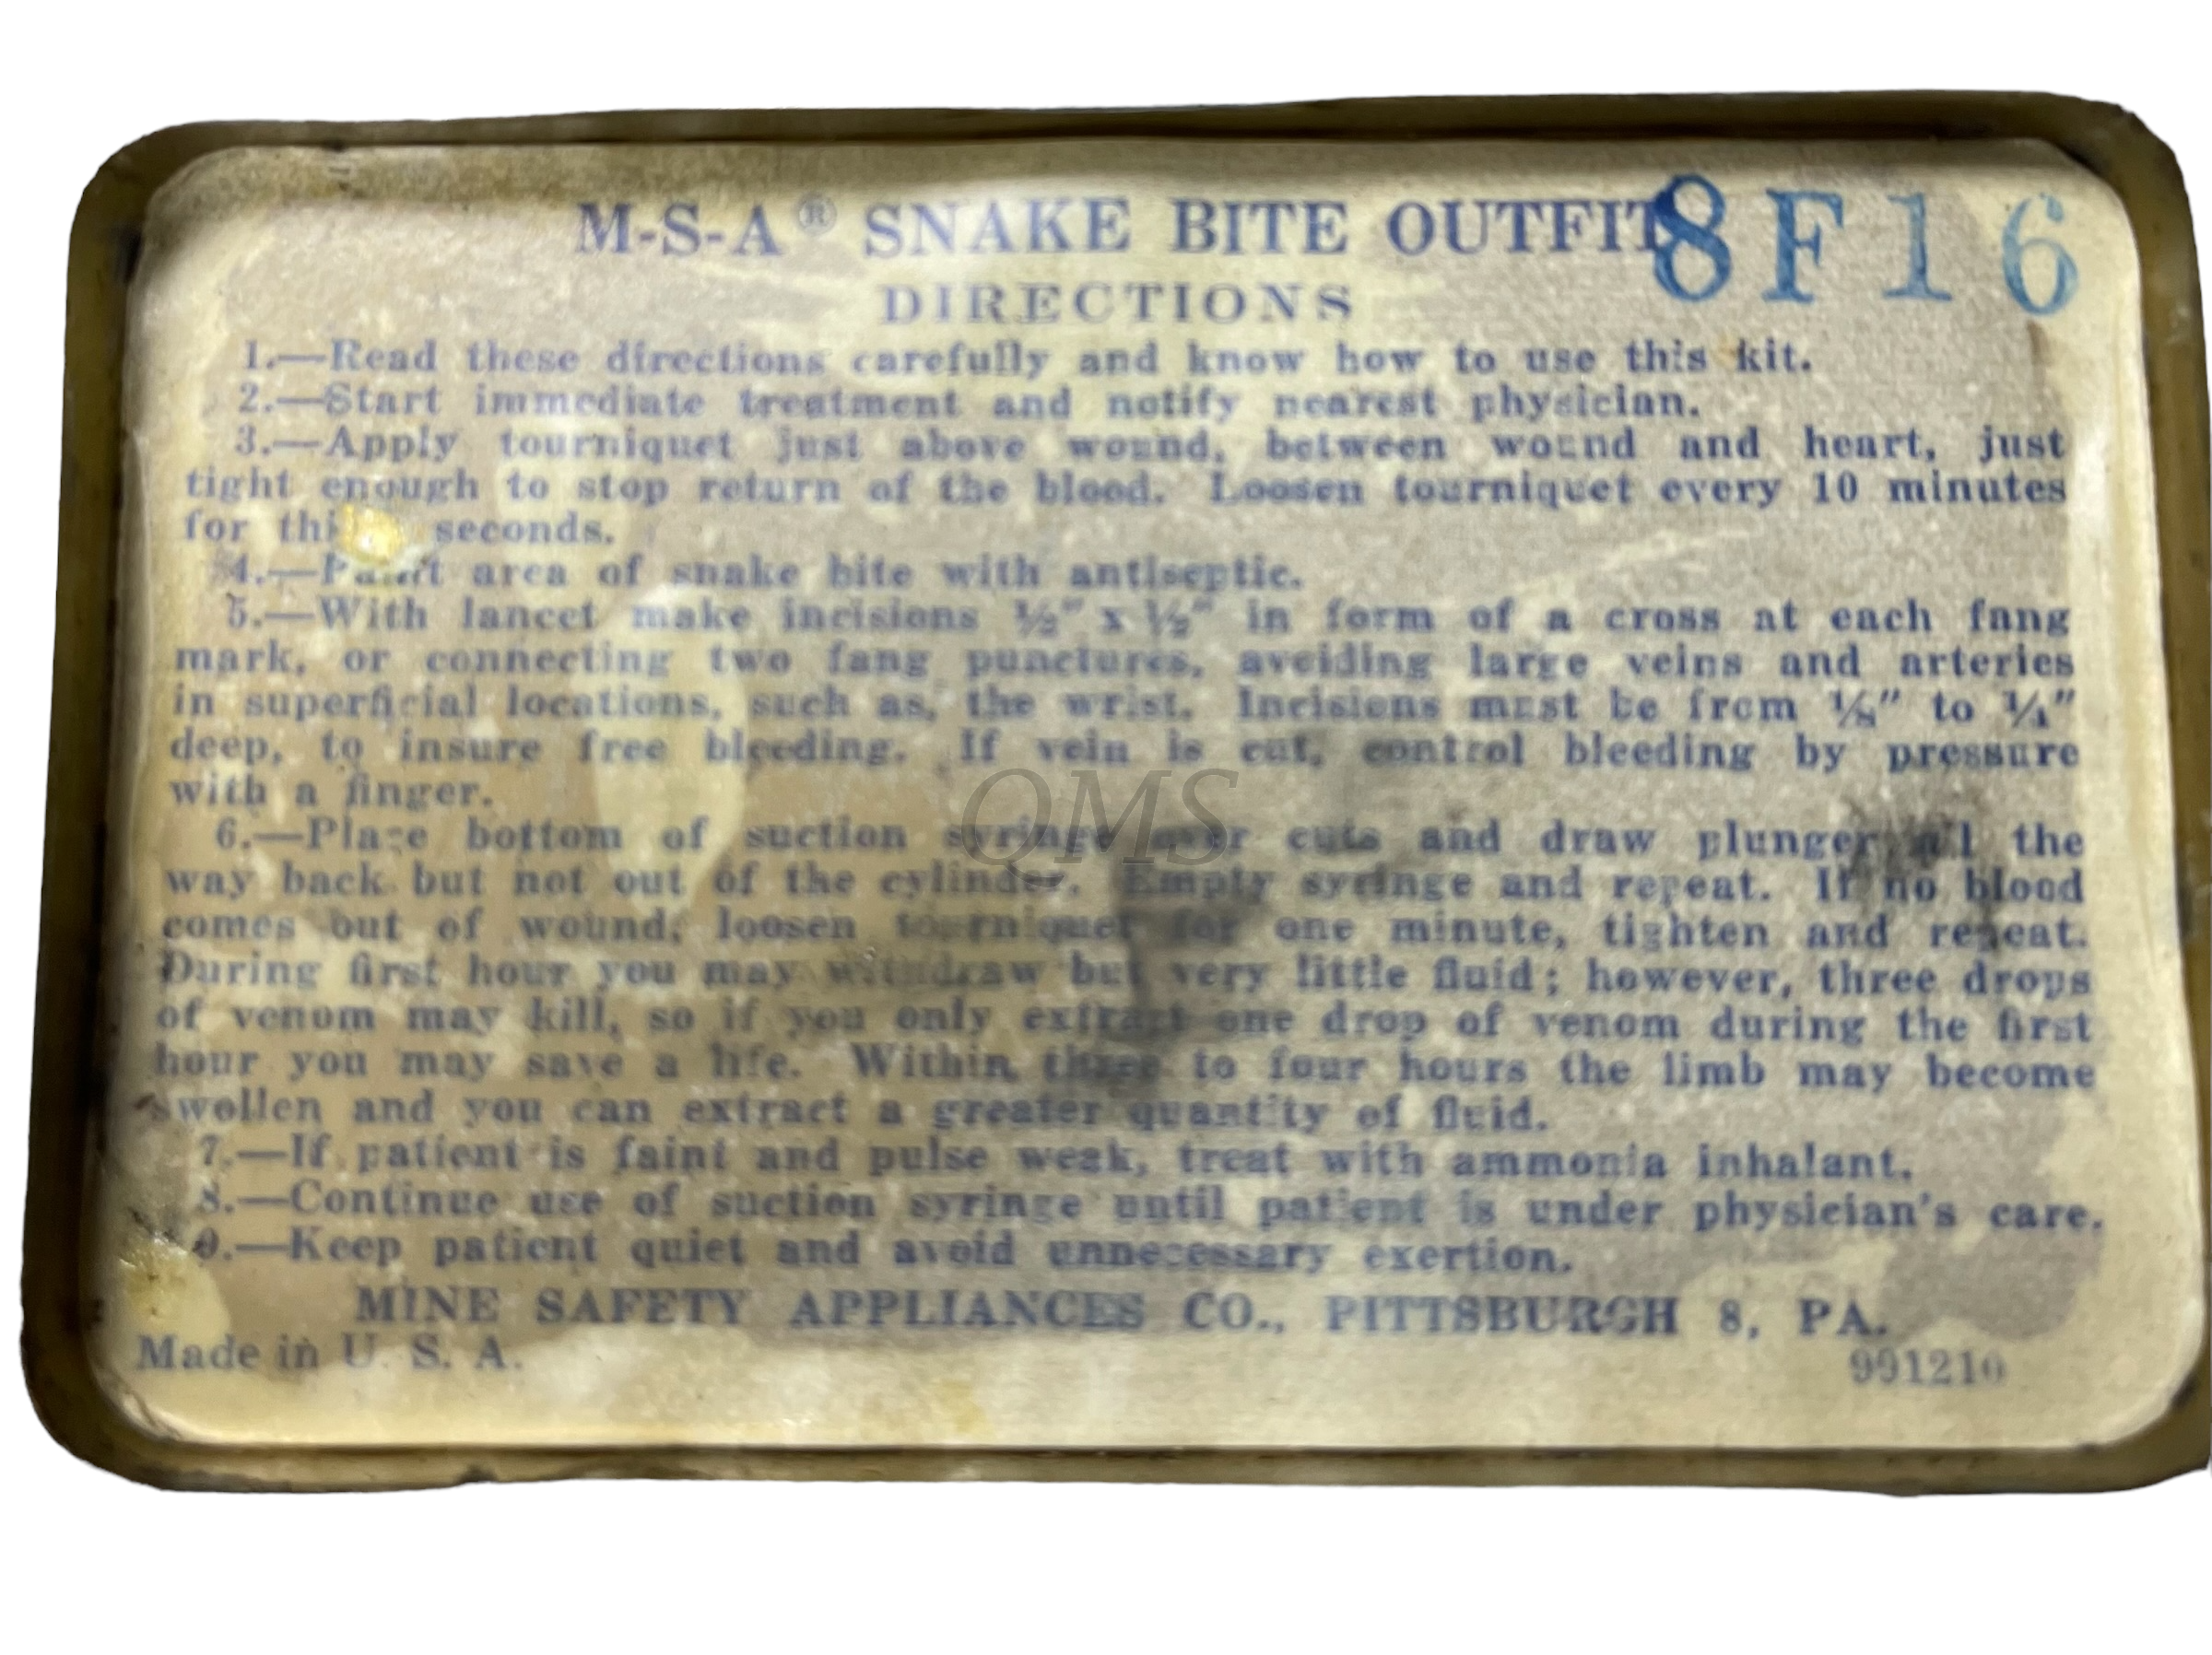 M-S-A® SNAKE BITE OUTFIT 8F16
DIRECTIONS
1.—Read these directions carefully and know how to use this kit.
2.—Start immediate treatment and notify nearest physician.
3.—Apply tourniquet just above wound, between wound and heart, just
tight enough to stop return of the blood. Loosen tourniquet every 10 minutes
for seconds.
4.—Paint area of snake bite with antiseptic.
5.—With lancet make incisions ½" x ½" in form of a cross at each fang
mark, or connecting two fang punctures, avoiding large veins and arteries
in superficial locations, such as, the wrist. Incisions must be from ⅛" to ¼"
deep, to insure free bleeding. If vein is cut, control bleeding by pressure
with a finger.
QMS
6.—Place bottom of suction syringe over cuts and draw plunger all the
way back but not out of the cylinder. Empty syringe and repeat. If no blood
comes out of wound, loosen tourniquet for one minute, tighten and repeat.
During first hour you may withdraw but very little fluid; however, three drops
of venom may kill, so if you only extract one drop of venom during the first
hour you may save a life. Within three to four hours the limb may become
swollen and you can extract a greater quantity of fluid.
7.—If patient is faint and pulse weak, treat with ammonia inhalant.
8.—Continue use of suction syringe until patient is under physician's care.
9.—Keep patient quiet and avoid unnecessary exertion.
MINE SAFETY APPLIANCES CO., PITTSBURGH 8, PA.
Made in U. S. A. 991210